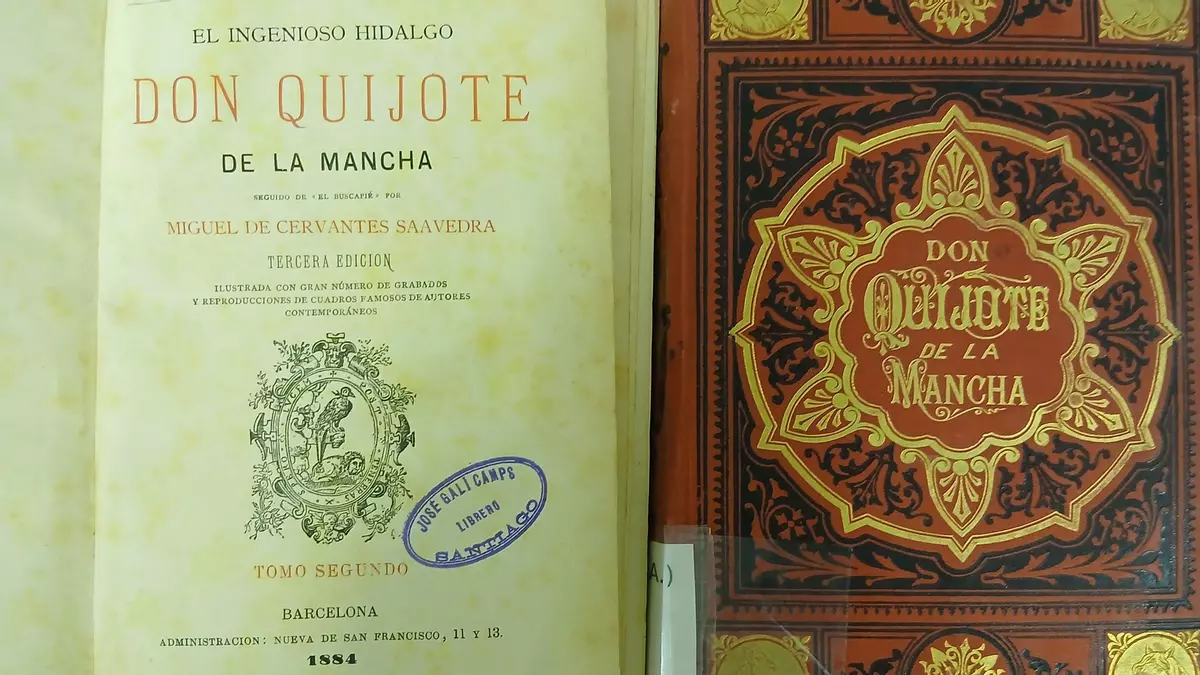 EL INGENIOSO HIDALGO
DON QUIJOTE
DE LA MANCHA
SEGUIDO DE «EL BUSCAPIÉ» POR
MIGUEL DE CERVANTES SAAVEDRA
TERCERA EDICION
ILUSTRADA CON GRAN NÚMERO DE GRABADOS
Y REPRODUCCIONES DE CUADROS FAMOSOS DE AUTORES
CONTEMPORÁNEOS
JOSÉ GALÍ CAMPS
LIBRERO
SANTIAGO
TOMO SEGUNDO
BARCELONA
ADMINISTRACION: NUEVA DE SAN FRANCISCO, 11 Y 13.
1884
DON
QUIJOTE
DE LA
MANCHA
A.)